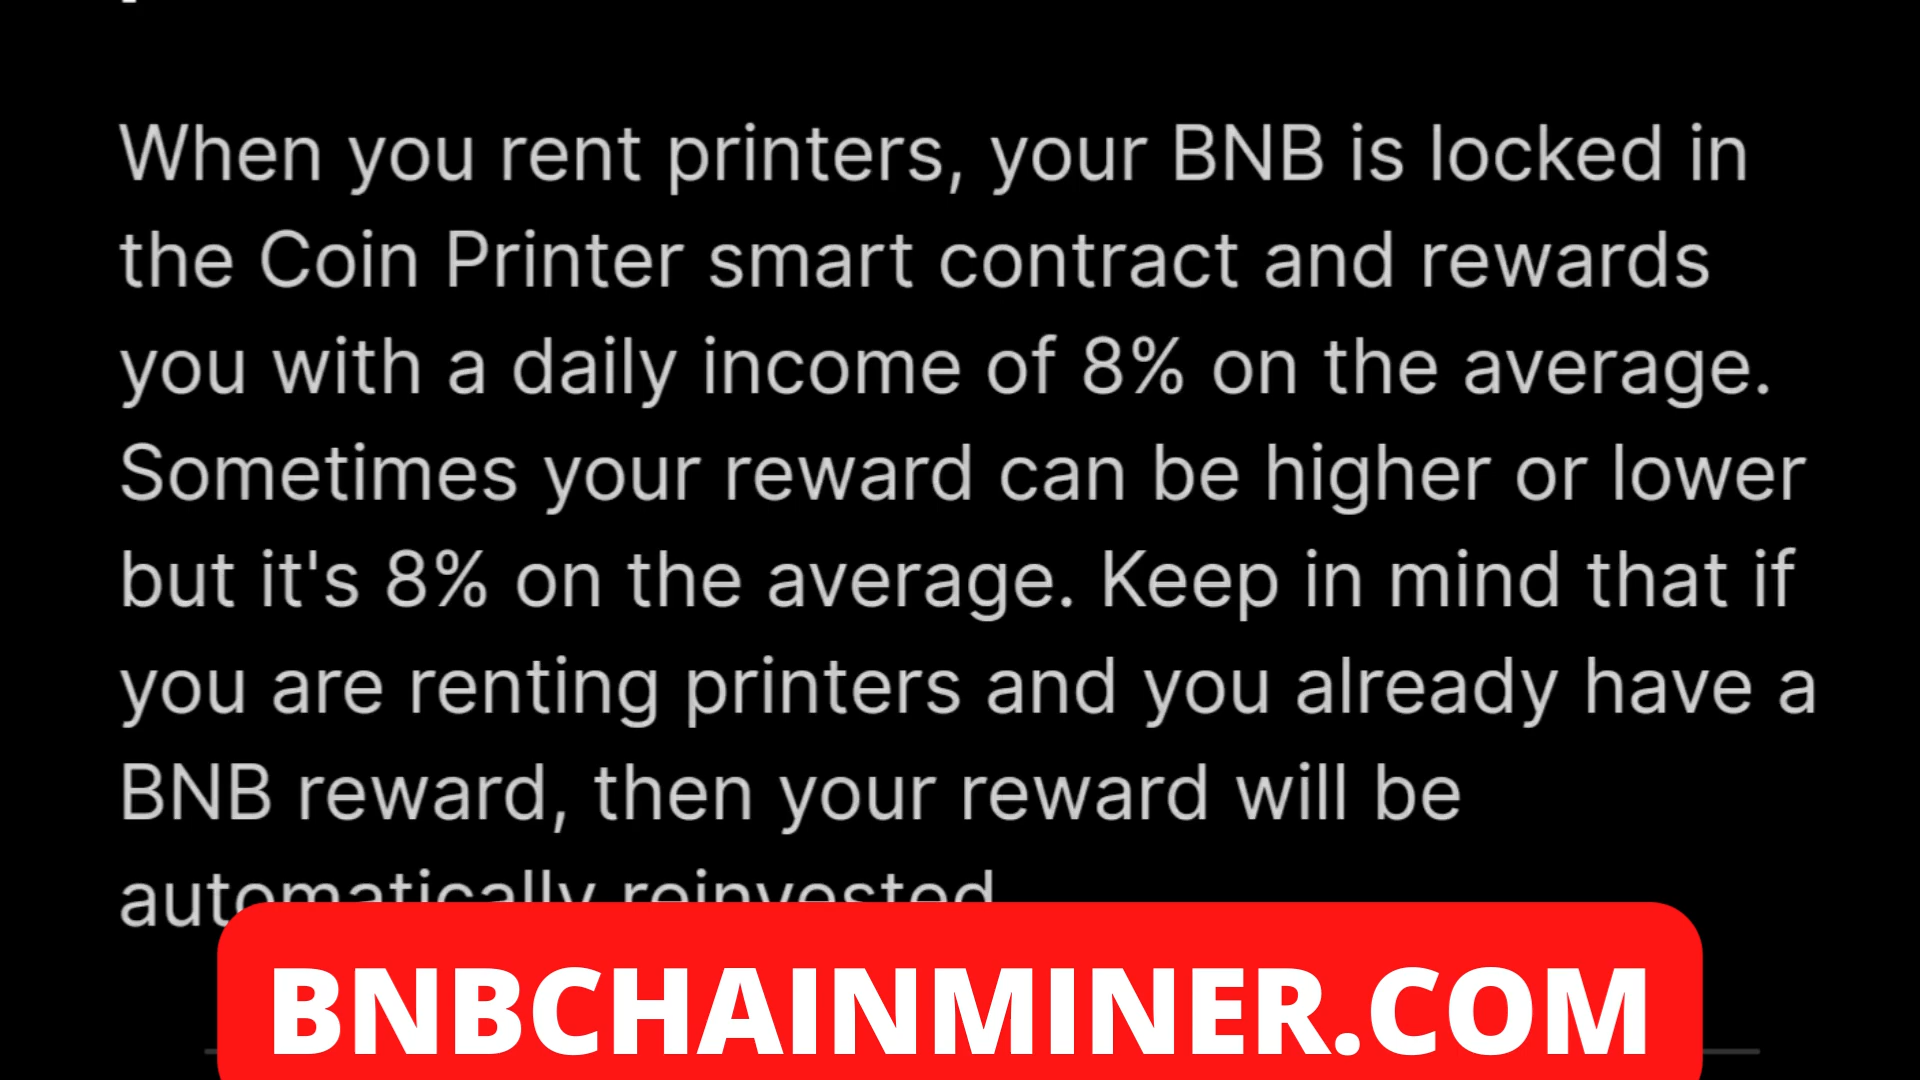 When you rent printers, your BNB is locked in
the Coin Printer smart contract and rewards
you with a daily income of 8% on the average.
Sometimes your reward can be higher or lower
but it's 8% on the average. Keep in mind that if
you are renting printers and you already have a
BNB reward, then your reward will be
automatically reinvested
BNBCHAINMINER.COM